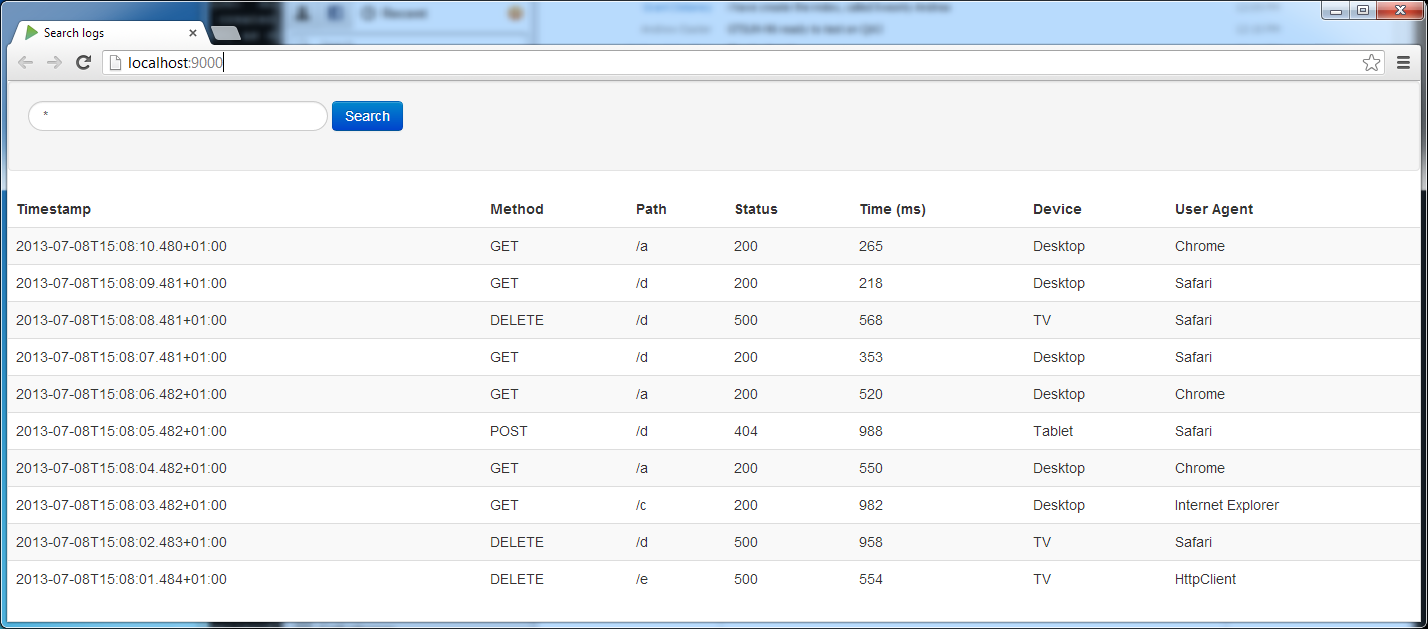 Search logs
localhost:9000
*
Search
Timestamp Method Path Status Time (ms) Device User Agent
2013-07-08T15:08:10.480+01:00 GET /a 200 265 Desktop Chrome
2013-07-08T15:08:09.481+01:00 GET /d 200 218 Desktop Safari
2013-07-08T15:08:08.481+01:00 DELETE /d 500 568 TV Safari
2013-07-08T15:08:07.481+01:00 GET /d 200 353 Desktop Safari
2013-07-08T15:08:06.482+01:00 GET /a 200 520 Desktop Chrome
2013-07-08T15:08:05.482+01:00 POST /d 404 988 Tablet Safari
2013-07-08T15:08:04.482+01:00 GET /a 200 550 Desktop Chrome
2013-07-08T15:08:03.482+01:00 GET /c 200 982 Desktop Internet Explorer
2013-07-08T15:08:02.483+01:00 DELETE /d 500 958 TV Safari
2013-07-08T15:08:01.484+01:00 DELETE /e 500 554 TV HttpClient